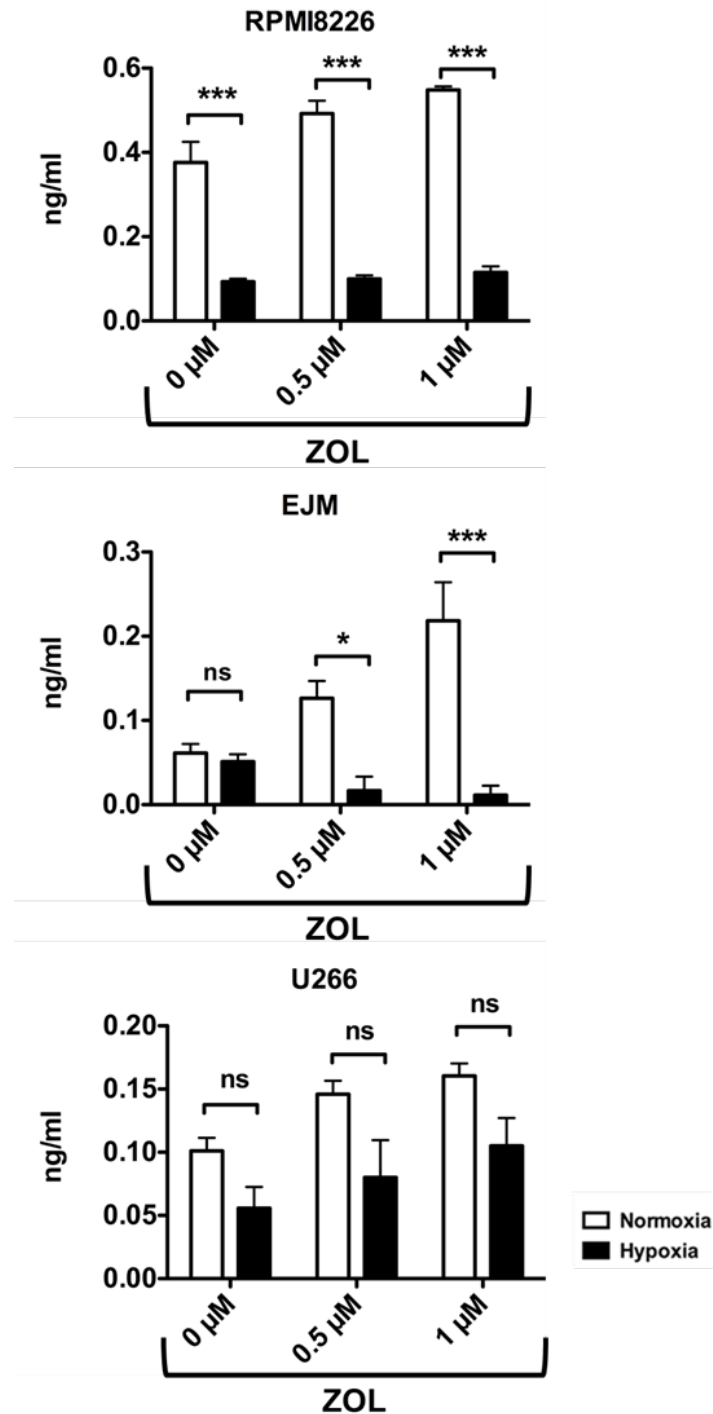 RPMI8226
*** *** ***
0.6
0.4
0.2
0.0
ng/ml
0 µM 0.5 µM 1 µM
ZOL
EJM
ns * ***
0.3
0.2
0.1
0.0
ng/ml
0 µM 0.5 µM 1 µM
ZOL
U266
ns ns ns
0.20
0.15
0.10
0.05
0.00
ng/ml
0 µM 0.5 µM 1 µM
ZOL
Normoxia
Hypoxia